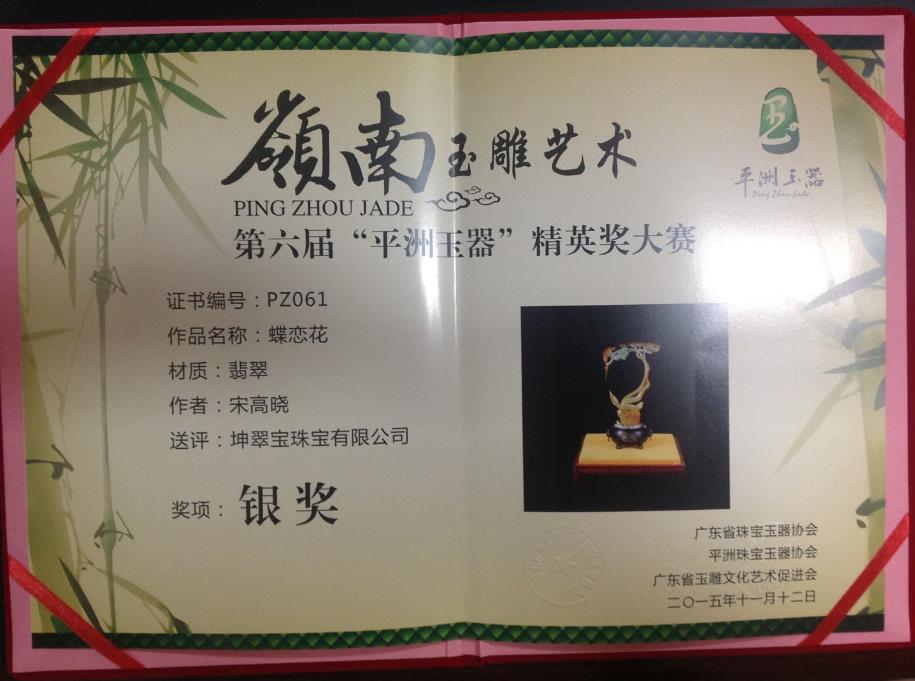 嶺南玉雕艺术
PING ZHOU JADE
平洲玉器
Ping Zhou Jade
第六届“平洲玉器”精英奖大赛
证书编号：PZ061
作品名称：蝶恋花
材质：翡翠
作者：宋高晓
送评：坤翠宝珠宝有限公司
奖项：银奖
广东省珠宝玉器协会
平洲珠宝玉器协会
广东省玉雕文化艺术促进会
二〇一五年十一月十二日